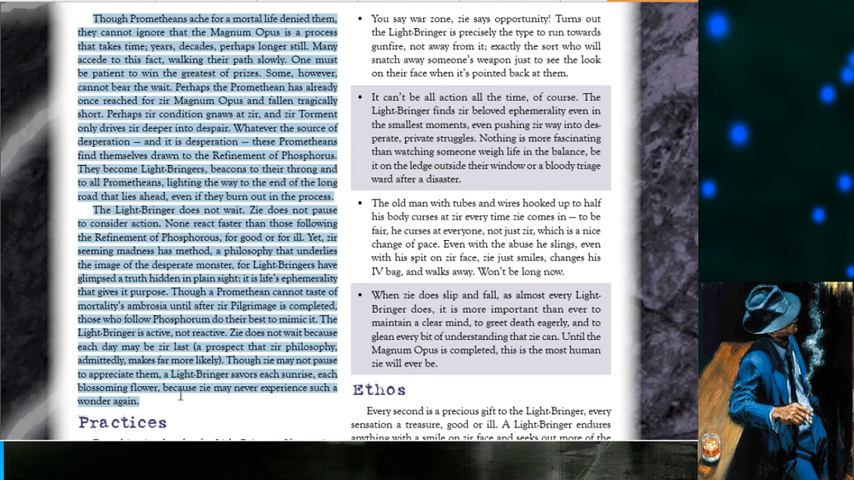 Though Prometheans ache for a mortal life denied them,
they cannot ignore that the Magnum Opus is a process
that takes time; years, decades, perhaps longer still. Many
accede to this fact, walking their path slowly. One must
be patient to win the greatest of prizes. Some, however,
cannot bear the wait. Perhaps the Promethean has already
once reached for zir Magnum Opus and fallen tragically
short. Perhaps zir condition gnaws at zir, and zir Torment
only drives zir deeper into despair. Whatever the source of
desperation — and it is desperation — these Prometheans
find themselves drawn to the Refinement of Phosphorus.
They become Light-Bringers, beacons to their throng and
to all Prometheans, lighting the way to the end of the long
road that lies ahead, even if they burn out in the process.
The Light-Bringer does not wait. Zie does not pause
to consider action. None react faster than those following
the Refinement of Phosphorous, for good or for ill. Yet, zir
seeming madness has method, a philosophy that underlies
the image of the desperate monster, for Light-Bringers have
glimpsed a truth hidden in plain sight: it is life's ephemerality
that gives it purpose. Though a Promethean cannot taste of
mortality's ambrosia until after zir Pilgrimage is completed,
those who follow Phosphorum do their best to mimic it. The
Light-Bringer is active, not reactive. Zie does not wait because
each day may be zir last (a prospect that zir philosophy,
admittedly, makes far more likely). Though zie may not pause
to appreciate them, a Light-Bringer savors each sunrise, each
blossoming flower, because zie may never experience such a
wonder again.
Practices
• You say war zone, zie says opportunity! Turns out
the Light-Bringer is precisely the type to run towards
gunfire, not away from it; exactly the sort who will
snatch away someone's weapon just to see the look
on their face when it's pointed back at them.
• It can't be all action all the time, of course. The
Light-Bringer finds zir beloved ephemerality even in
the smallest moments, even pushing zir way into des-
perate, private struggles. Nothing is more fascinating
than watching someone weigh life in the balance, be
it on the ledge outside their window or a bloody triage
ward after a disaster.
• The old man with tubes and wires hooked up to half
his body curses at zir every time zie comes in — to be
fair, he curses at everyone, not just zir, which is a nice
change of pace. Even with the abuse he slings, even
with his spit on zir face, zie just smiles, changes his
IV bag, and walks away. Won't be long now.
• When zie does slip and fall, as almost every Light-
Bringer does, it is more important than ever to
maintain a clear mind, to greet death eagerly, and to
glean every bit of understanding that zie can. Until the
Magnum Opus is completed, this is the most human
zie will ever be.
Ethos
Every second is a precious gift to the Light-Bringer, every
sensation a treasure, good or ill. A Light-Bringer endures
anything with a smile on zir face and seeks out more of the